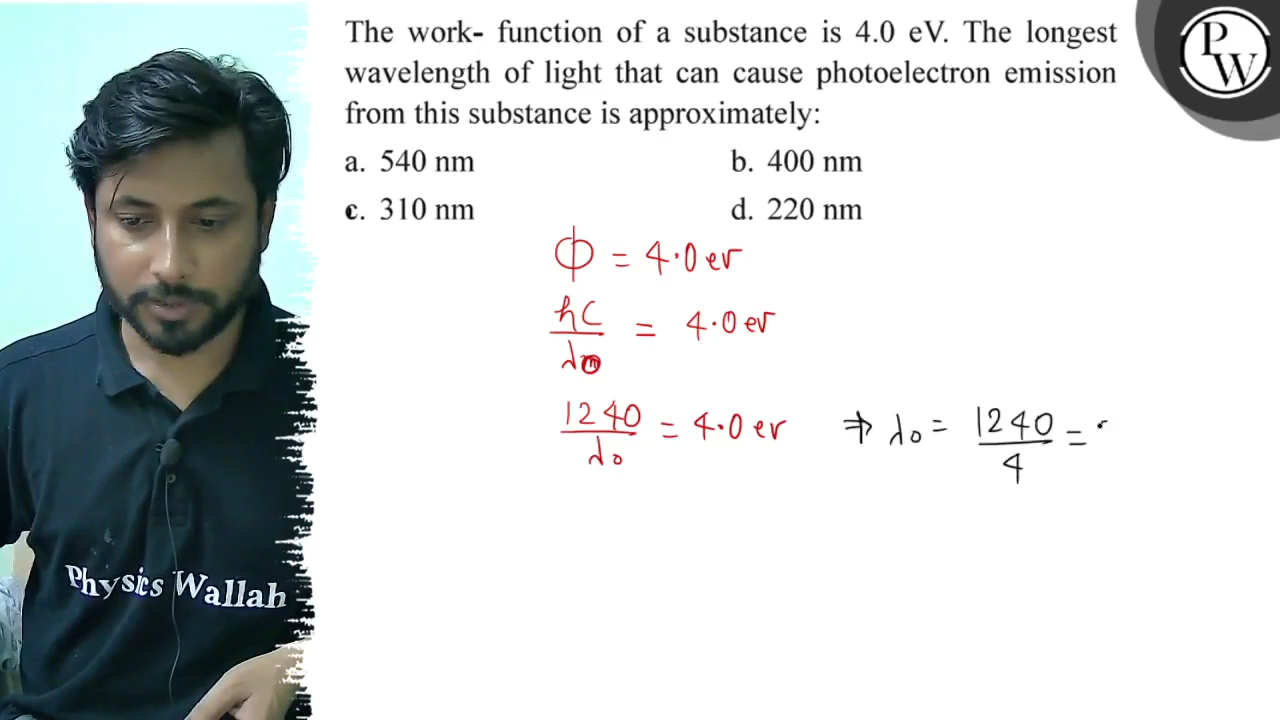 The work- function of a substance is 4.0 eV. The longest
wavelength of light that can cause photoelectron emission
from this substance is approximately:
a. 540 nm b. 400 nm
c. 310 nm d. 220 nm
PW
ϕ = 4.0 ev
hc/λ0 = 4.0 ev
1240/λ0 = 4.0 ev ⇒ λ0 = 1240/4 =
Physics Wallah